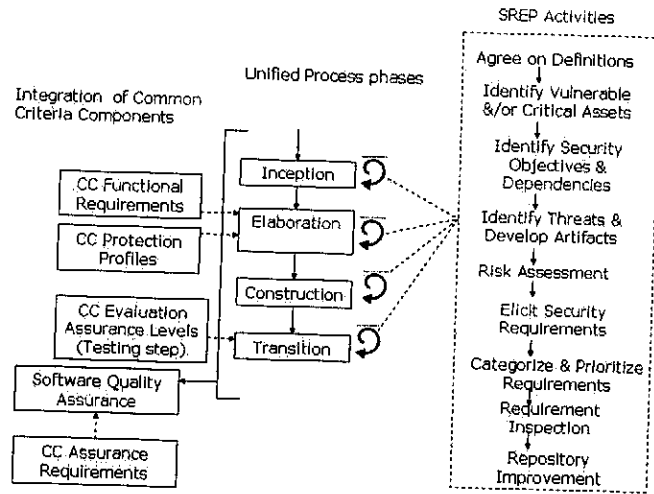 SREP Activities
Unified Process phases
Integration of Common
Criteria Components
Agree on Definitions
Identify Vulnerable
&/or Critical Assets
Identify Security
Objectives &
Dependencies
Identify Threats &
Develop Artifacts
Risk Assessment
Elicit Security
Requirements
Categorize & Prioritize
Requirements
Requirement
Inspection
Repository
Improvement
Inception
Elaboration
Construction
Transition
CC Functional
Requirements
CC Protection
Profiles
CC Evaluation
Assurance Levels
(Testing step).
Software Quality
Assurance
CC Assurance
Requirements